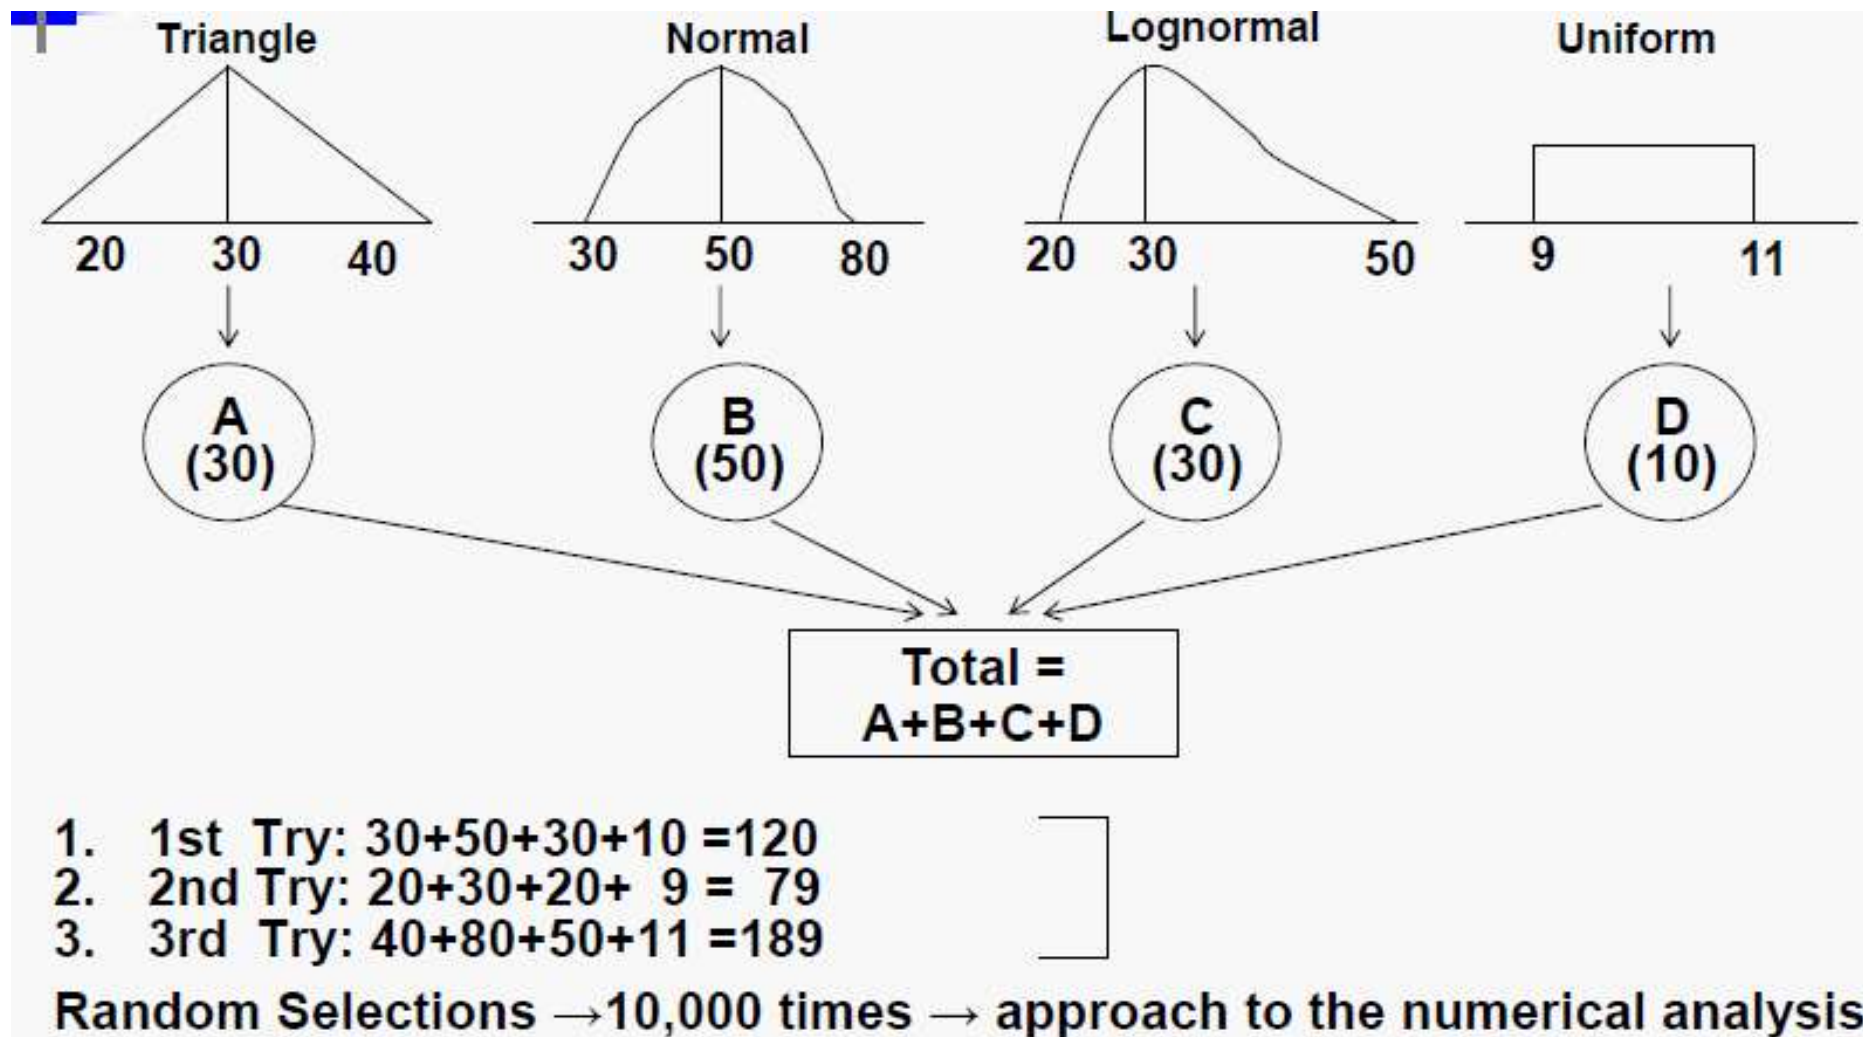 Triangle
Normal
Lognormal
Uniform
20 30 40
30 50 80
20 30 50
9 11
A
(30)
B
(50)
C
(30)
D
(10)
Total =
A+B+C+D
1. 1st Try: 30+50+30+10 =120
2. 2nd Try: 20+30+20+ 9 = 79
3. 3rd Try: 40+80+50+11 =189
Random Selections →10,000 times → approach to the numerical analysis